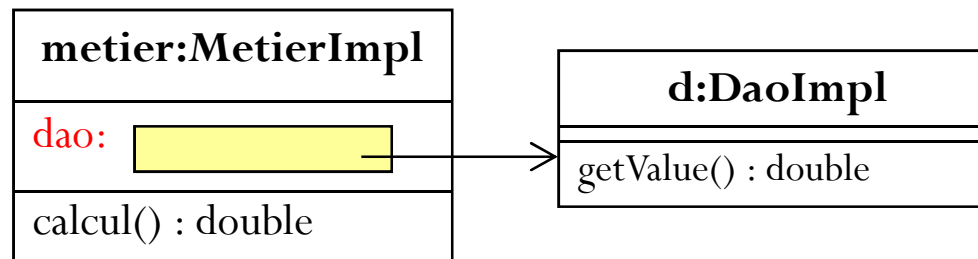 metier:MetierImpl
dao:
calcul() : double
d:DaoImpl
getValue() : double